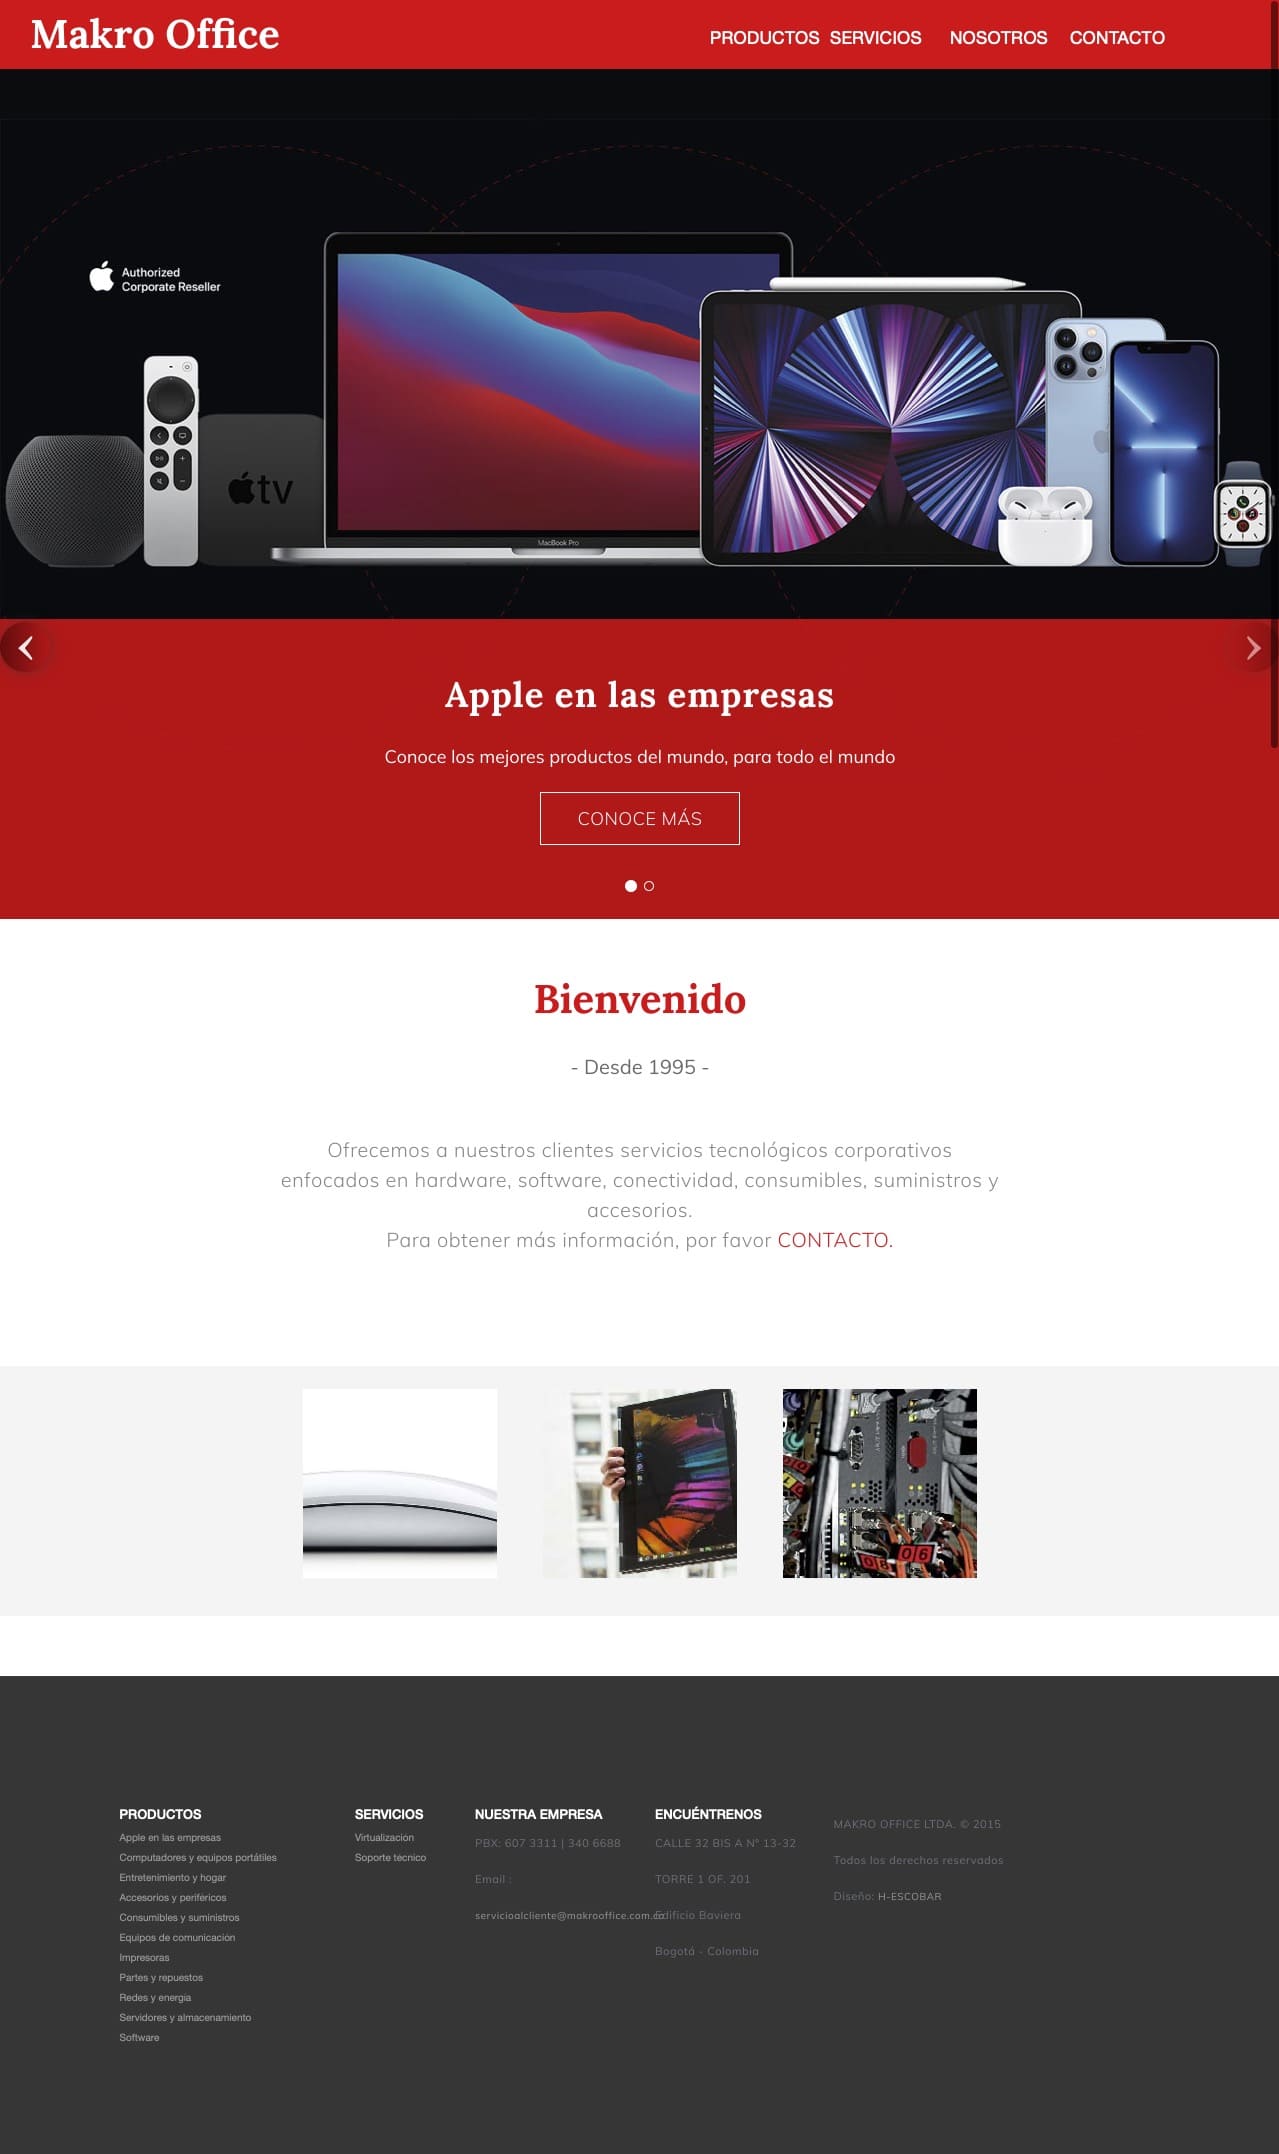 Makro Office
PRODUCTOS SERVICIOS NOSOTROS CONTACTO
Authorized
Corporate Reseller
tv
MacBook Pro
Apple en las empresas
Conoce los mejores productos del mundo, para todo el mundo
CONOCE MÁS
Bienvenido
- Desde 1995 -
Ofrecemos a nuestros clientes servicios tecnológicos corporativos
enfocados en hardware, software, conectividad, consumibles, suministros y
accesorios.
Para obtener más información, por favor CONTACTO.
06
PRODUCTOS
Apple en las empresas
Computadores y equipos portátiles
Entretenimiento y hogar
Accesorios y periféricos
Consumibles y suministros
Equipos de comunicación
Impresoras
Partes y repuestos
Redes y energía
Servidores y almacenamiento
Software
SERVICIOS
Virtualización
Soporte técnico
NUESTRA EMPRESA
PBX: 607 3311 | 340 6688
Email :
servicioalcliente@makrooffice.com.co
ENCUÉNTRENOS
CALLE 32 BIS A Nº 13-32
TORRE 1 OF. 201
Edificio Baviera
Bogotá - Colombia
MAKRO OFFICE LTDA. © 2015
Todos los derechos reservados
Diseño: H-ESCOBAR